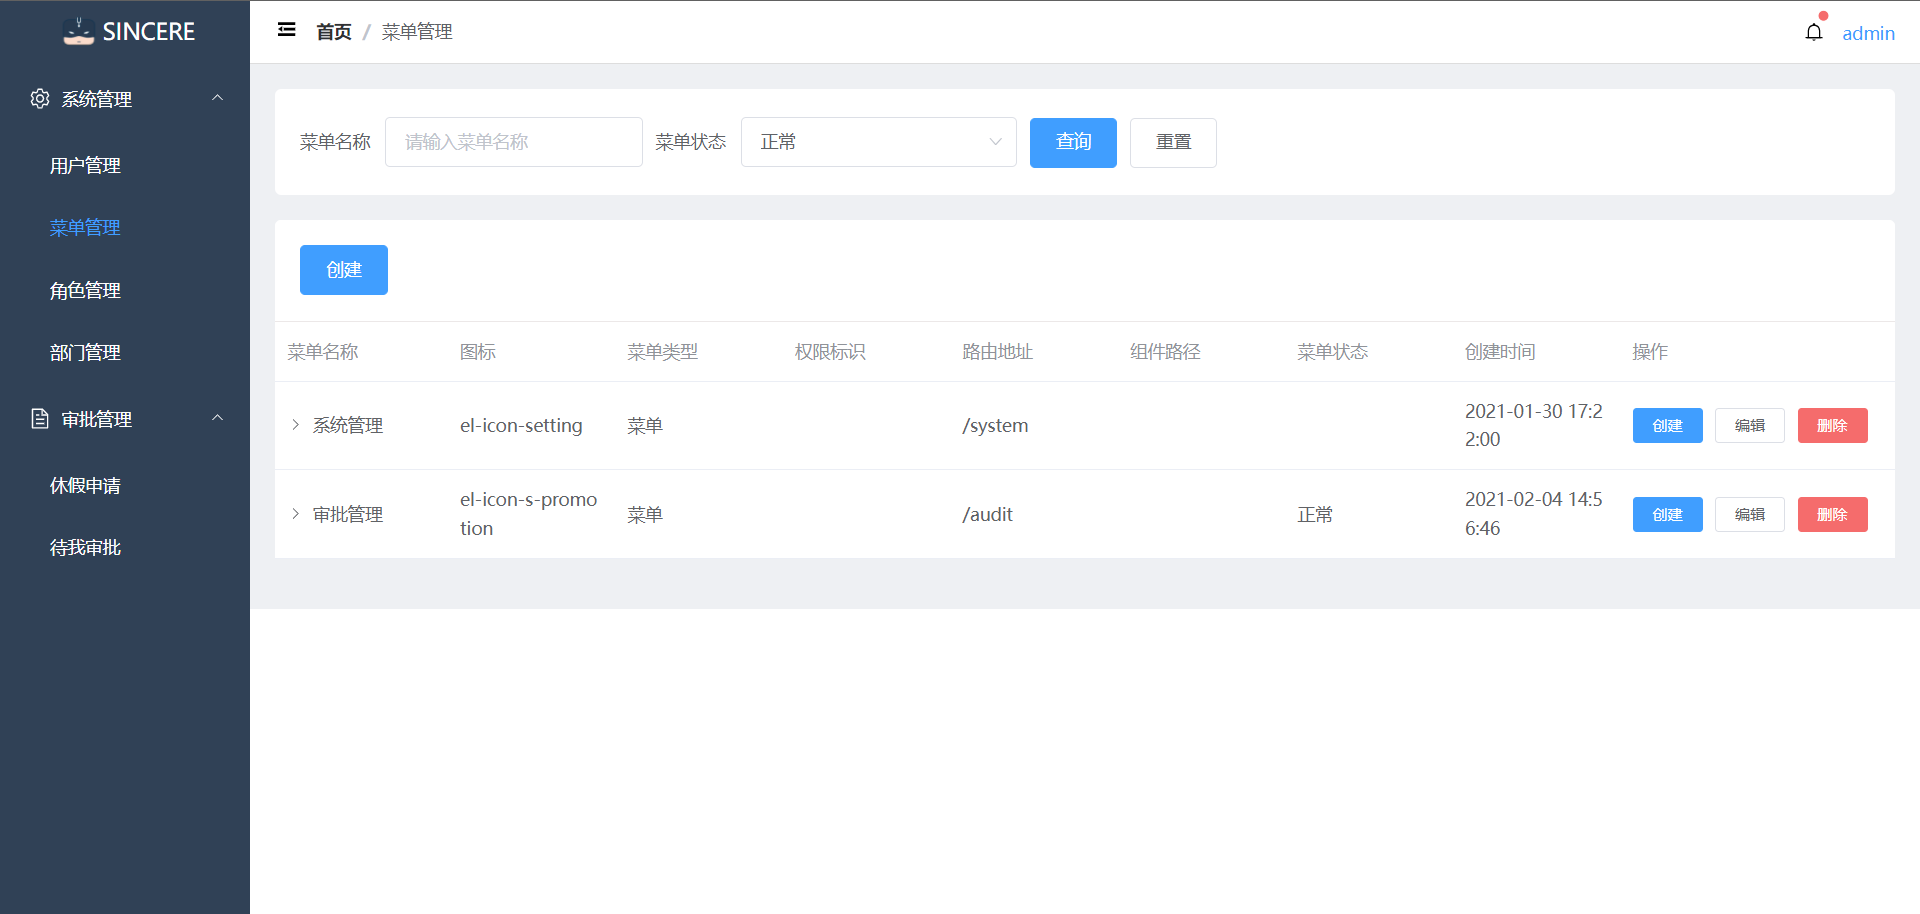 SINCERE
系统管理
用户管理
菜单管理
角色管理
部门管理
审批管理
休假申请
待我审批
首页 / 菜单管理
admin
菜单名称 请输入菜单名称 菜单状态 正常 查询 重置
创建
菜单名称 图标 菜单类型 权限标识 路由地址 组件路径 菜单状态 创建时间 操作
系统管理 el-icon-setting 菜单 /system 2021-01-30 17:2
2:00 创建 编辑 删除
审批管理 el-icon-s-promo
tion 菜单 /audit 正常 2021-02-04 14:5
6:46 创建 编辑 删除